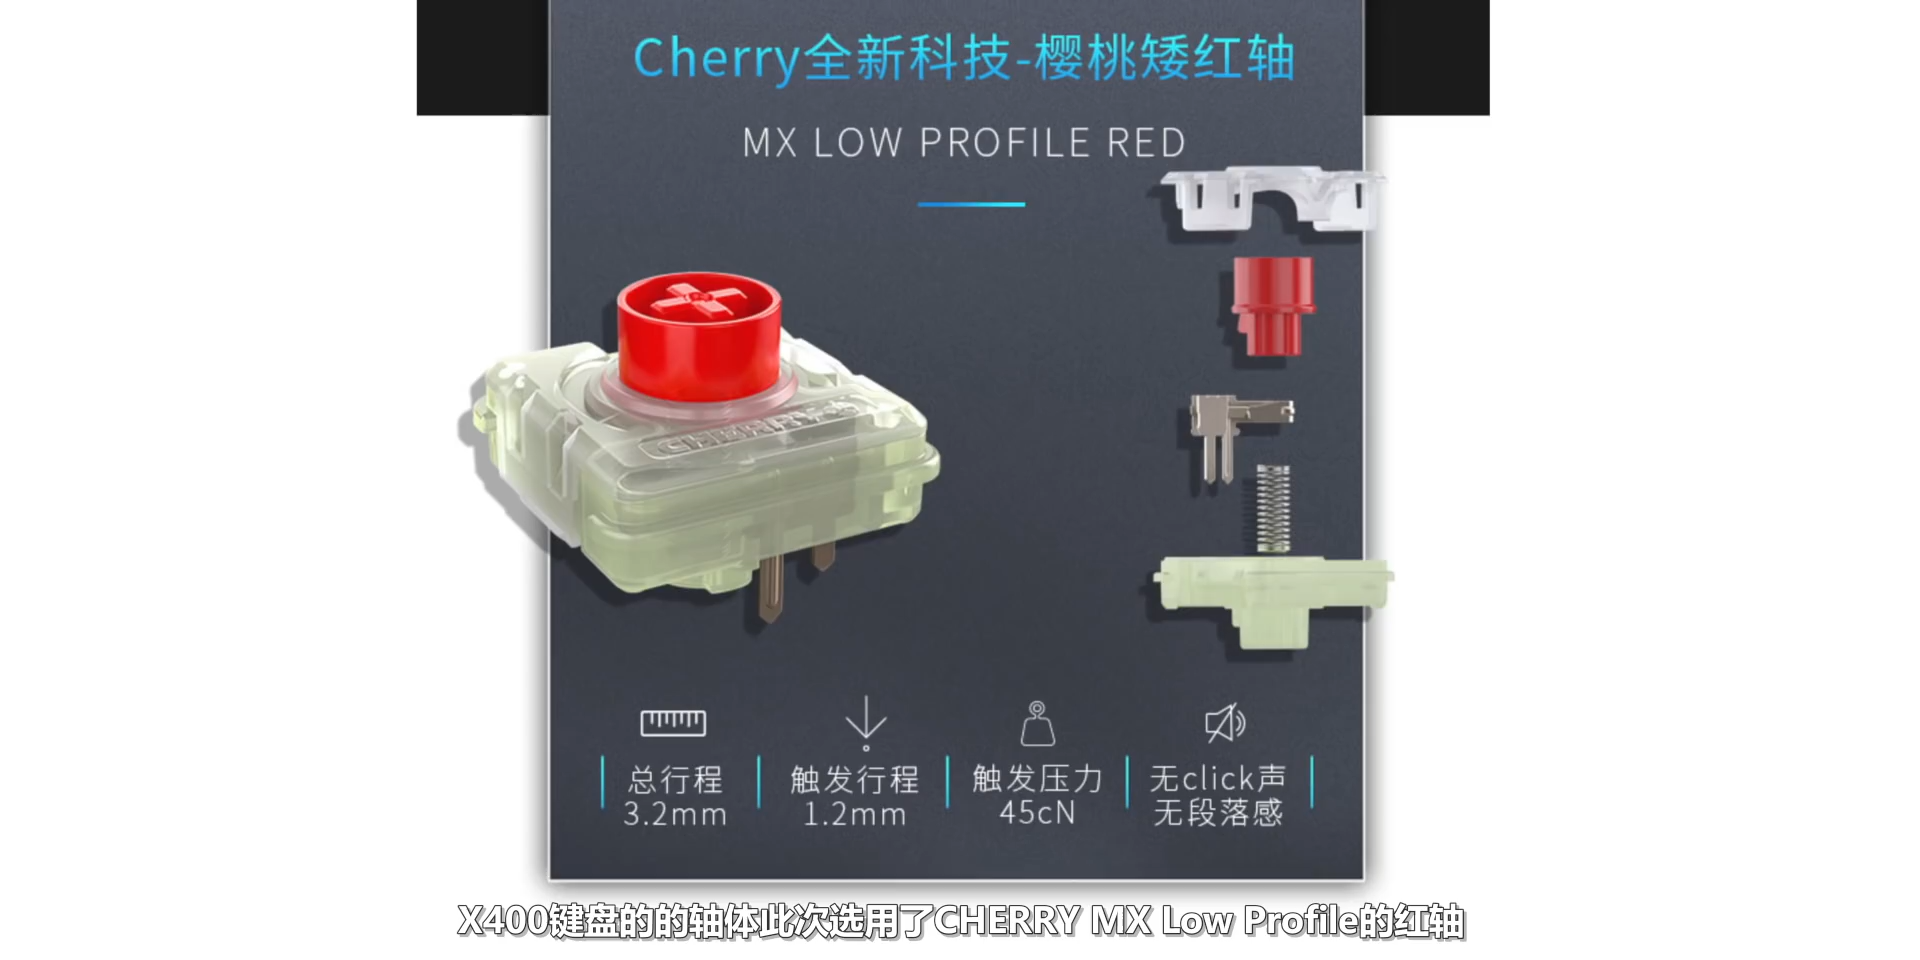 Cherry全新科技-樱桃矮红轴
MX LOW PROFILE RED
CHERRY
总行程
3.2mm
触发行程
1.2mm
触发压力
45cN
无click声
无段落感
X400键盘的的轴体此次选用了CHERRY MX Low Profile的红轴